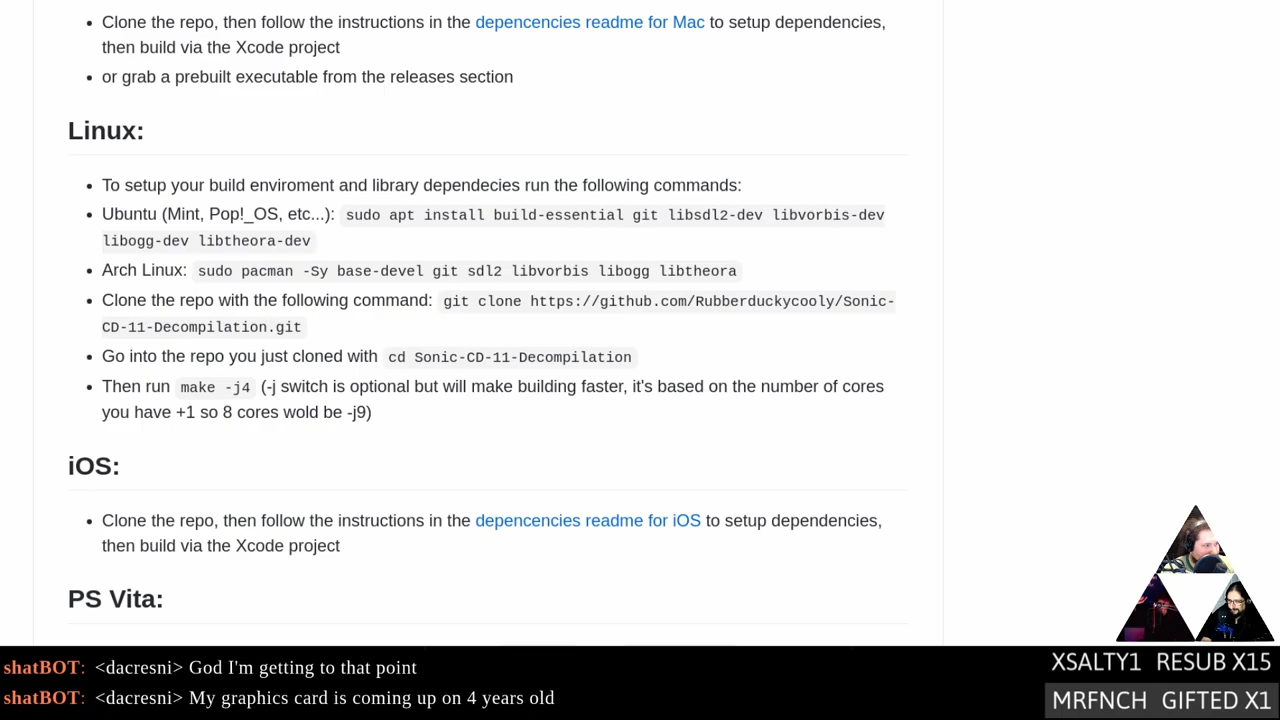 Clone the repo, then follow the instructions in the depencencies readme for Mac to setup dependencies,
then build via the Xcode project
or grab a prebuilt executable from the releases section
Linux:
To setup your build enviroment and library dependecies run the following commands:
Ubuntu (Mint, Pop!_OS, etc...): sudo apt install build-essential git libsdl2-dev libvorbis-dev
libogg-dev libtheora-dev
Arch Linux: sudo pacman -Sy base-devel git sdl2 libvorbis libogg libtheora
Clone the repo with the following command: git clone https://github.com/Rubberduckycooly/Sonic-
CD-11-Decompilation.git
Go into the repo you just cloned with cd Sonic-CD-11-Decompilation
Then run make -j4 (-j switch is optional but will make building faster, it's based on the number of cores
you have +1 so 8 cores wold be -j9)
iOS:
Clone the repo, then follow the instructions in the depencencies readme for iOS to setup dependencies,
then build via the Xcode project
PS Vita:
shatBOT: <dacresni> God I'm getting to that point
shatBOT: <dacresni> My graphics card is coming up on 4 years old
XSALTY1 RESUB X15
MRFNCH GIFTED X1